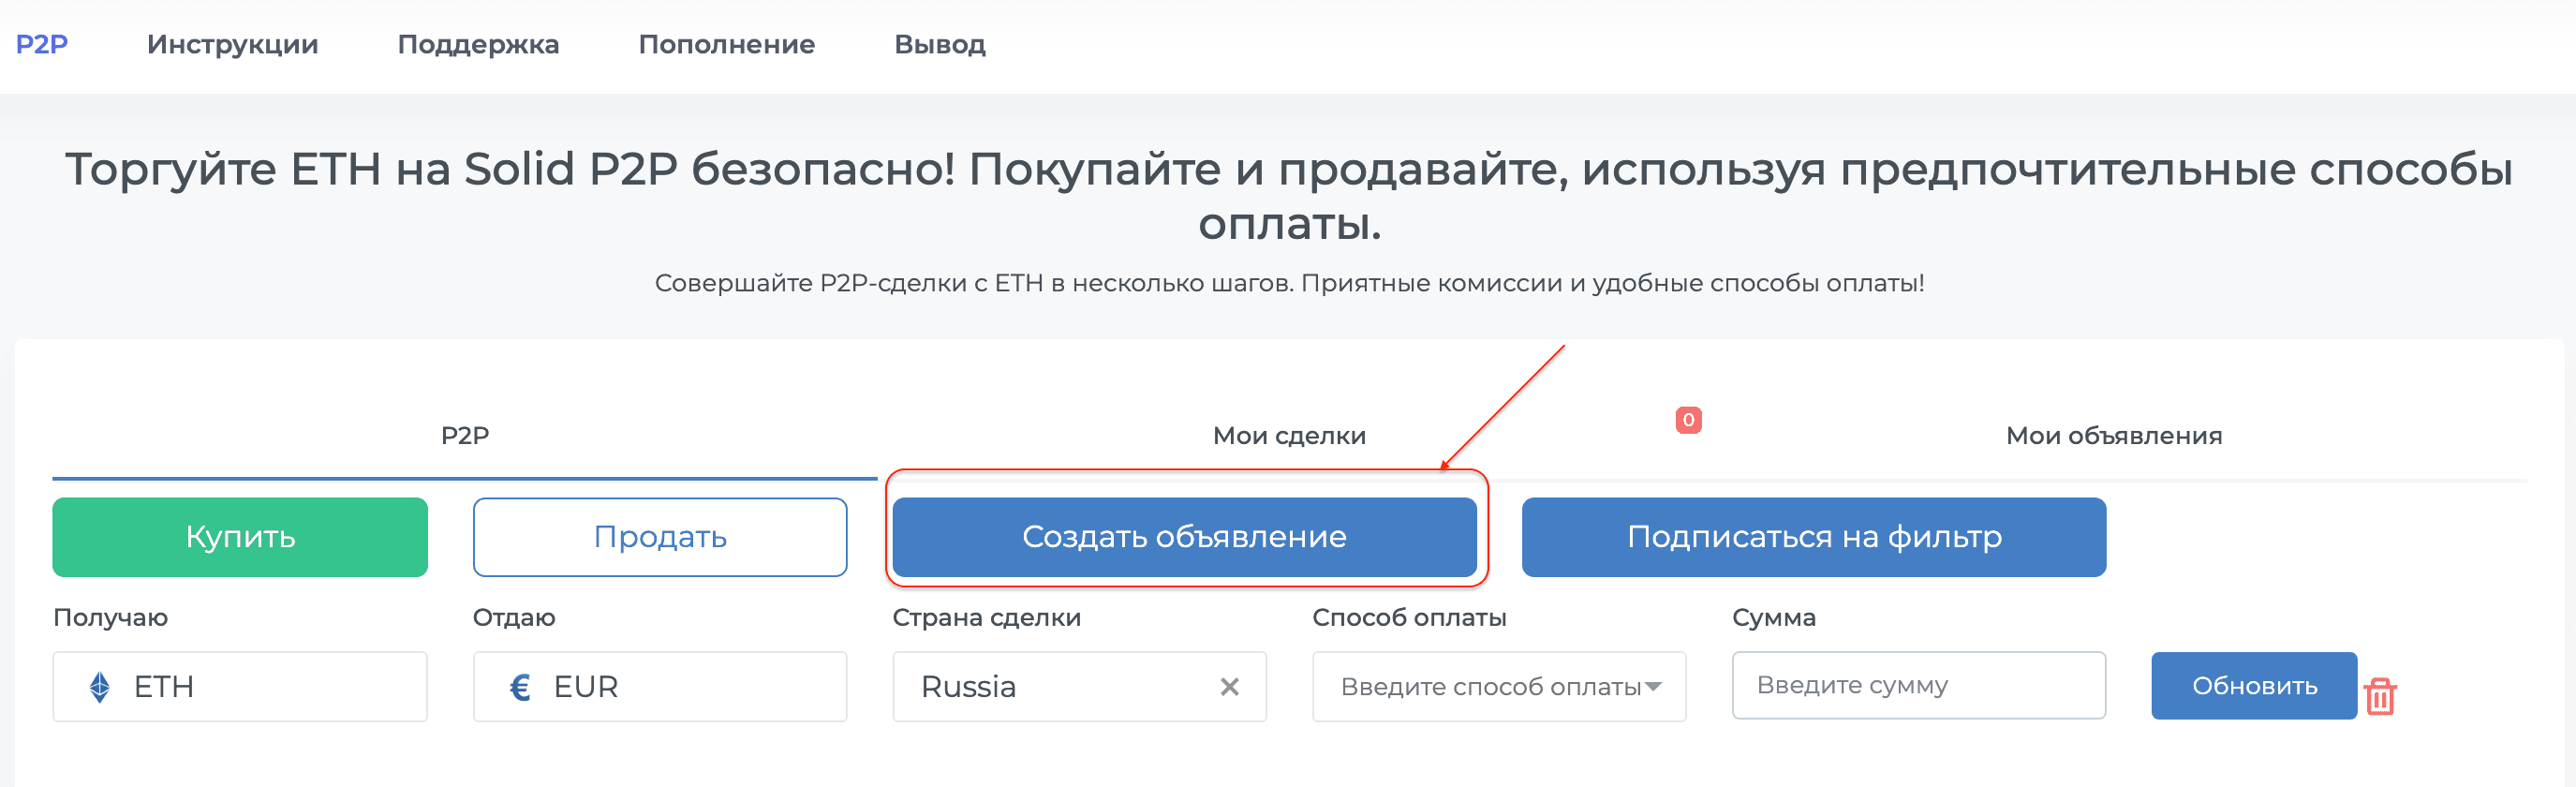 P2P Инструкции Поддержка Пополнение Вывод
Торгуйте ETH на Solid P2P безопасно! Покупайте и продавайте, используя предпочтительные способы
оплаты.
Совершайте P2P-сделки с ETH в несколько шагов. Приятные комиссии и удобные способы оплаты!
P2P Мои сделки 0 Мои объявления
Купить Продать Создать объявление Подписаться на фильтр
Получаю Отдаю Страна сделки Способ оплаты Сумма
ETH € EUR Russia × Введите способ оплаты Введите сумму Обновить